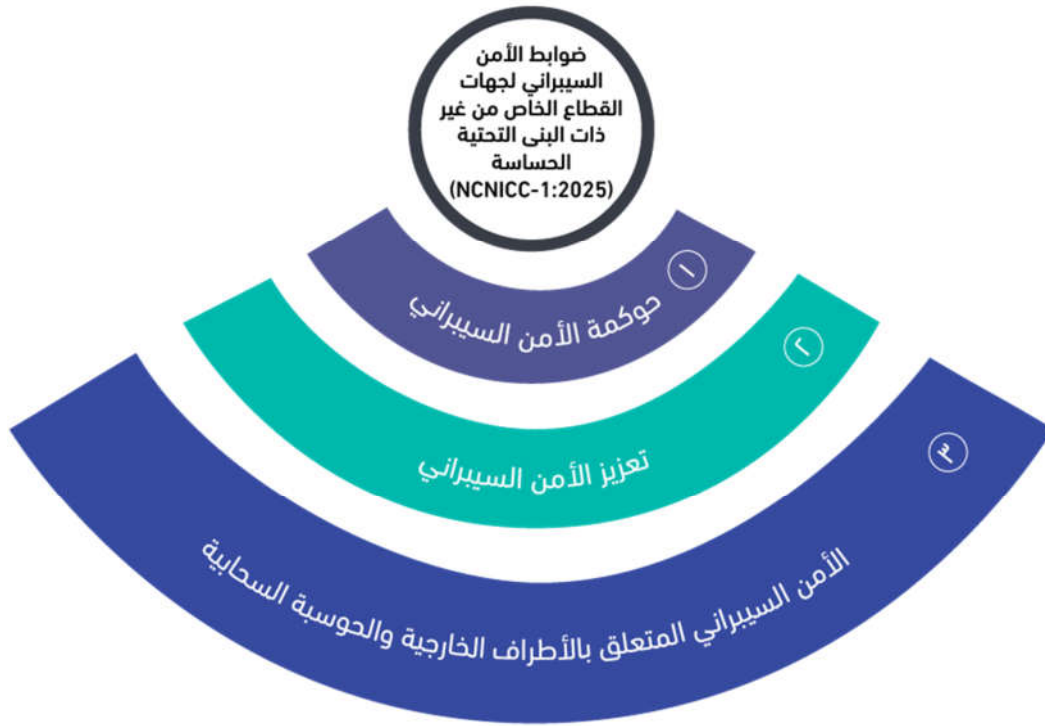 ضوابط الأمن
السيبراني لجهات
القطاع الخاص من غير
ذات البنى التحتية
الحساسة
(NCNICC-1:2025)
١ حوكمة الأمن السيبراني
٢ تعزيز الأمن السيبراني
٣ الأمن السيبراني المتعلق بالأطراف الخارجية والحوسبة السحابية